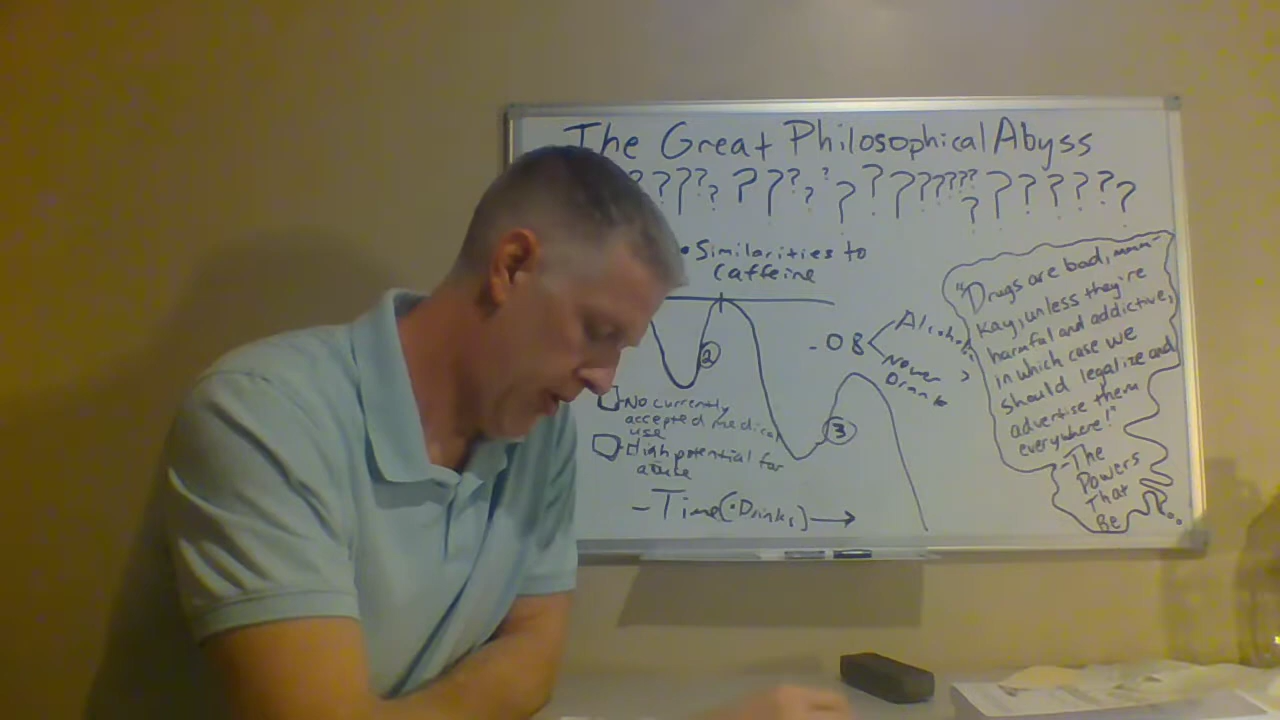 The Great Philosophical Abyss
? ? ? ? ? ? ? ? ? ? ? ? ? ? ? ? ? ? ? ? ? ? ? ?
• Similarities to
Caffeine
②
③
.08
Alcohol
Never
Drank
No currently
accepted medical
use
High potential for
abuse
- Time (• Drinks) →
"Drugs are bad, mmm-
kay, unless they're
harmful and addictive,
in which case we
should legalize and
advertise them
everywhere!"
- The
Powers
That
Be